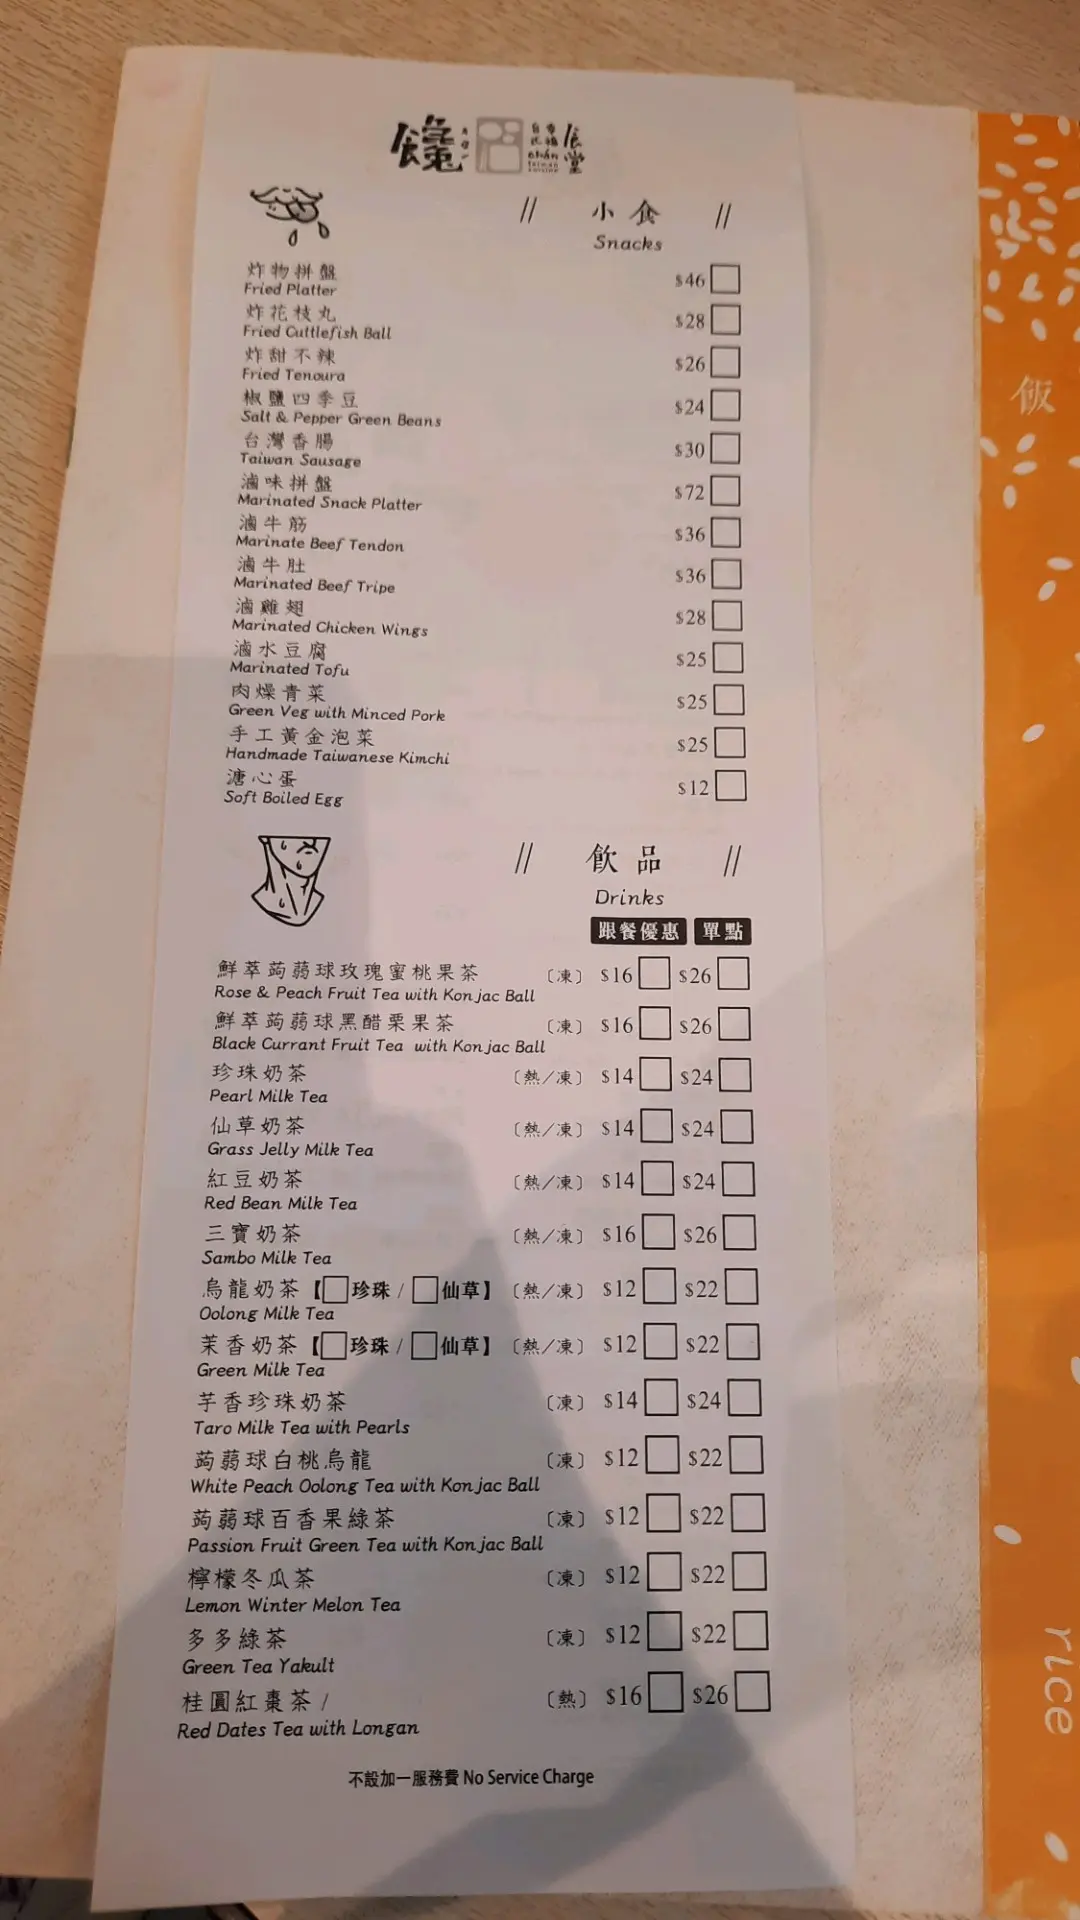 饞
chán
taiwan
cuisine
食堂
// 小食 //
Snacks
炸物拼盤 $46
Fried Platter
炸花枝丸 $28
Fried Cuttlefish Ball
炸甜不辣 $26
Fried Tenoura
椒鹽四季豆 $24
Salt & Pepper Green Beans
台灣香腸 $30
Taiwan Sausage
滷味拼盤 $72
Marinated Snack Platter
滷牛筋 $36
Marinate Beef Tendon
滷牛肚 $36
Marinated Beef Tripe
滷雞翅 $28
Marinated Chicken Wings
滷水豆腐 $25
Marinated Tofu
肉燥青菜 $25
Green Veg with Minced Pork
手工黃金泡菜 $25
Handmade Taiwanese Kimchi
溏心蛋 $12
Soft Boiled Egg
// 飲品 //
Drinks
跟餐優惠 單點
鮮萃蒟蒻球玫瑰蜜桃果茶 〔凍〕 $16 $26
Rose & Peach Fruit Tea with Konjac Ball
鮮萃蒟蒻球黑醋栗果茶 〔凍〕 $16 $26
Black Currant Fruit Tea with Konjac Ball
珍珠奶茶 〔熱/凍〕 $14 $24
Pearl Milk Tea
仙草奶茶 〔熱/凍〕 $14 $24
Grass Jelly Milk Tea
紅豆奶茶 〔熱/凍〕 $14 $24
Red Bean Milk Tea
三寶奶茶 〔熱/凍〕 $16 $26
Sambo Milk Tea
烏龍奶茶【□珍珠 / □仙草】〔熱/凍〕 $12 $22
Oolong Milk Tea
茉香奶茶【□珍珠 / □仙草】〔熱/凍〕 $12 $22
Green Milk Tea
芋香珍珠奶茶 〔凍〕 $14 $24
Taro Milk Tea with Pearls
蒟蒻球白桃烏龍 〔凍〕 $12 $22
White Peach Oolong Tea with Konjac Ball
蒟蒻球百香果綠茶 〔凍〕 $12 $22
Passion Fruit Green Tea with Konjac Ball
檸檬冬瓜茶 〔凍〕 $12 $22
Lemon Winter Melon Tea
多多綠茶 〔凍〕 $12 $22
Green Tea Yakult
桂圓紅棗茶 / 〔熱〕 $16 $26
Red Dates Tea with Longan
不設加一服務費 No Service Charge
飯
rice